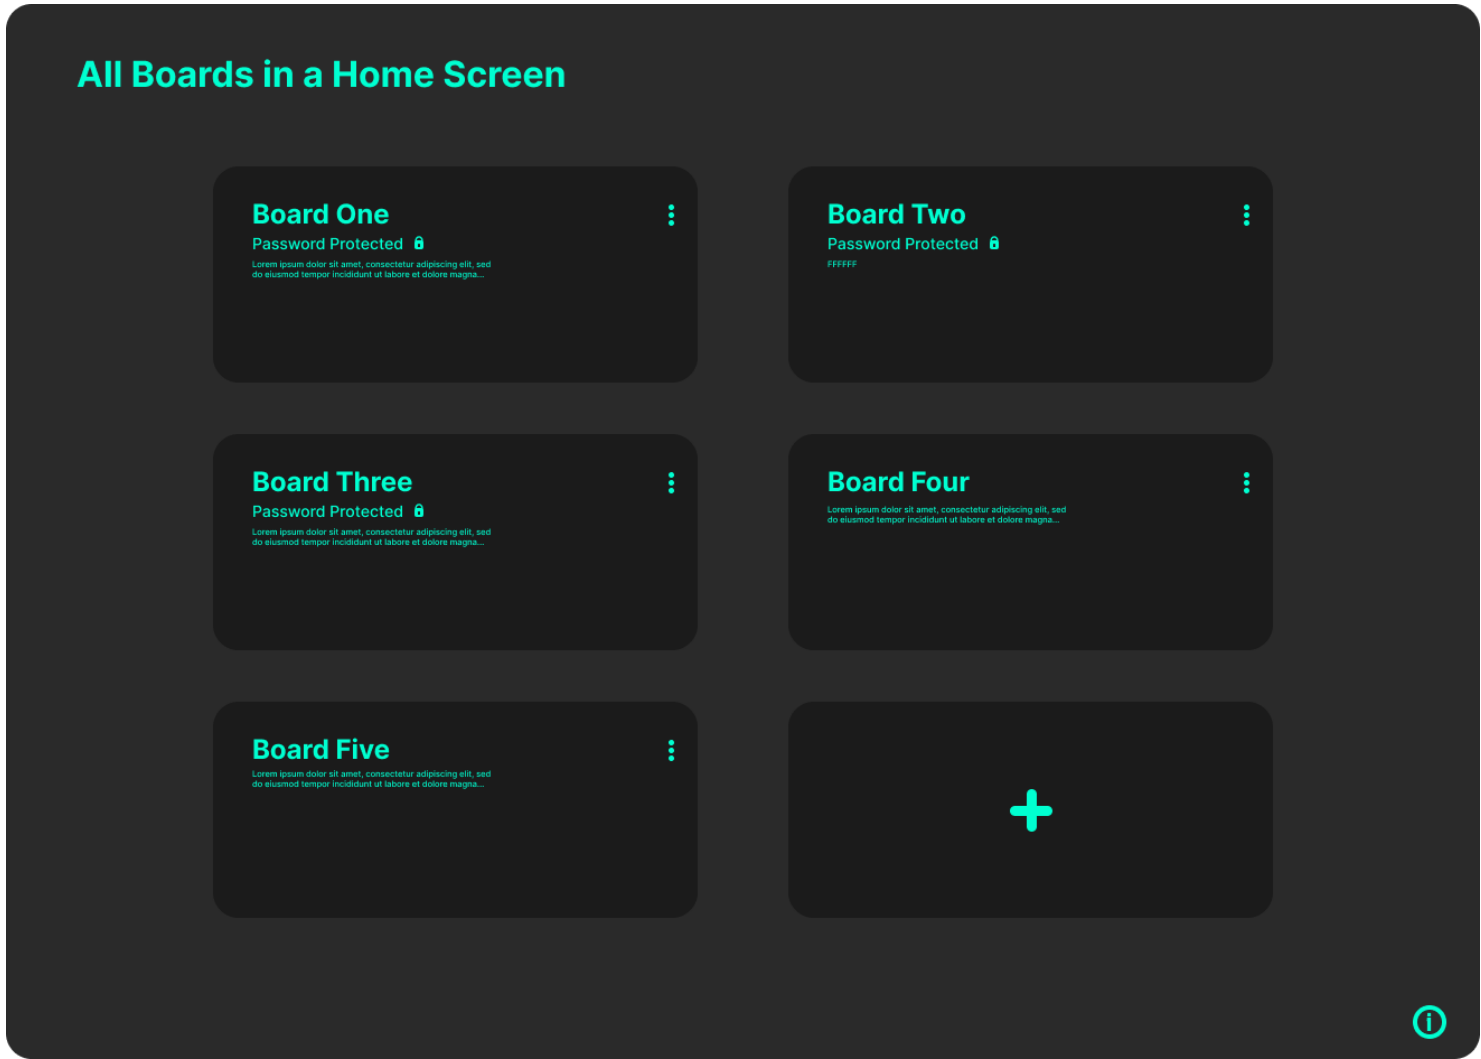 All Boards in a Home Screen
Board One
Password Protected
Lorem ipsum dolor sit amet, consectetur adipiscing elit, sed
do eiusmod tempor incididunt ut labore et dolore magna...
Board Two
Password Protected
FFFFFF
Board Three
Password Protected
Lorem ipsum dolor sit amet, consectetur adipiscing elit, sed
do eiusmod tempor incididunt ut labore et dolore magna...
Board Four
Lorem ipsum dolor sit amet, consectetur adipiscing elit, sed
do eiusmod tempor incididunt ut labore et dolore magna...
Board Five
Lorem ipsum dolor sit amet, consectetur adipiscing elit, sed
do eiusmod tempor incididunt ut labore et dolore magna...